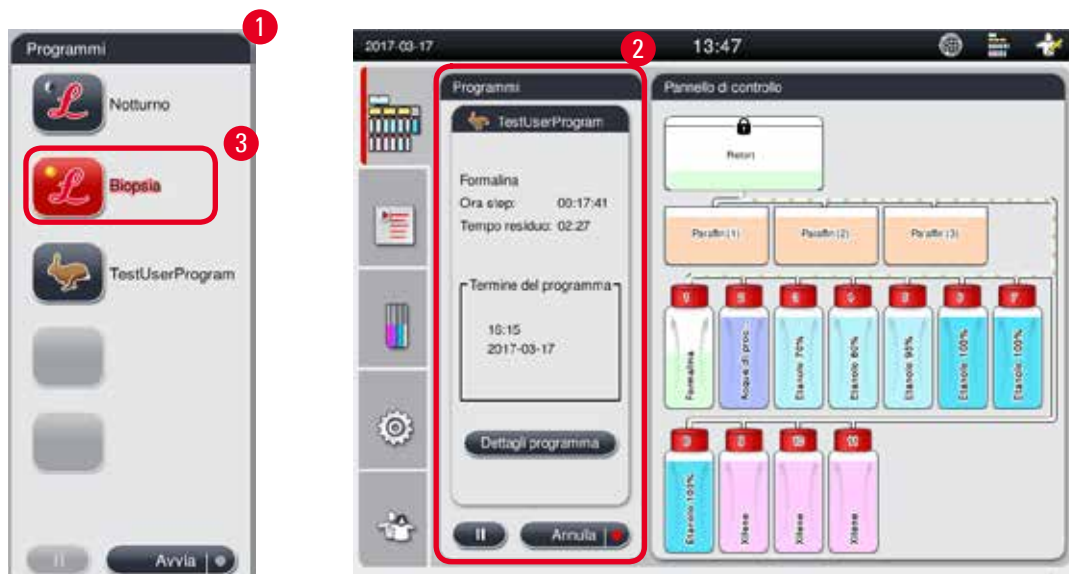 1
Programmi
Notturno
3
Biopsia
TestUserProgram
Avvia
2017-03-17
2
13:47
Programmi
TestUserProgram
Formalina
Ora step: 00:17:41
Tempo residuo: 02:27
Termine del programma
2017-03-17
Dettagli programma
Annulla
Pannello di controllo
Retort
Paraffin (1)
Paraffin (2)
Paraffin (3)
Formalina
Acqua di proc...
Etanolo 70%
Etanolo 80%
Etanolo 95%
Etanolo 100%
Etanolo 100%
Etanolo 100%
Xilene
Xilene
Xilene